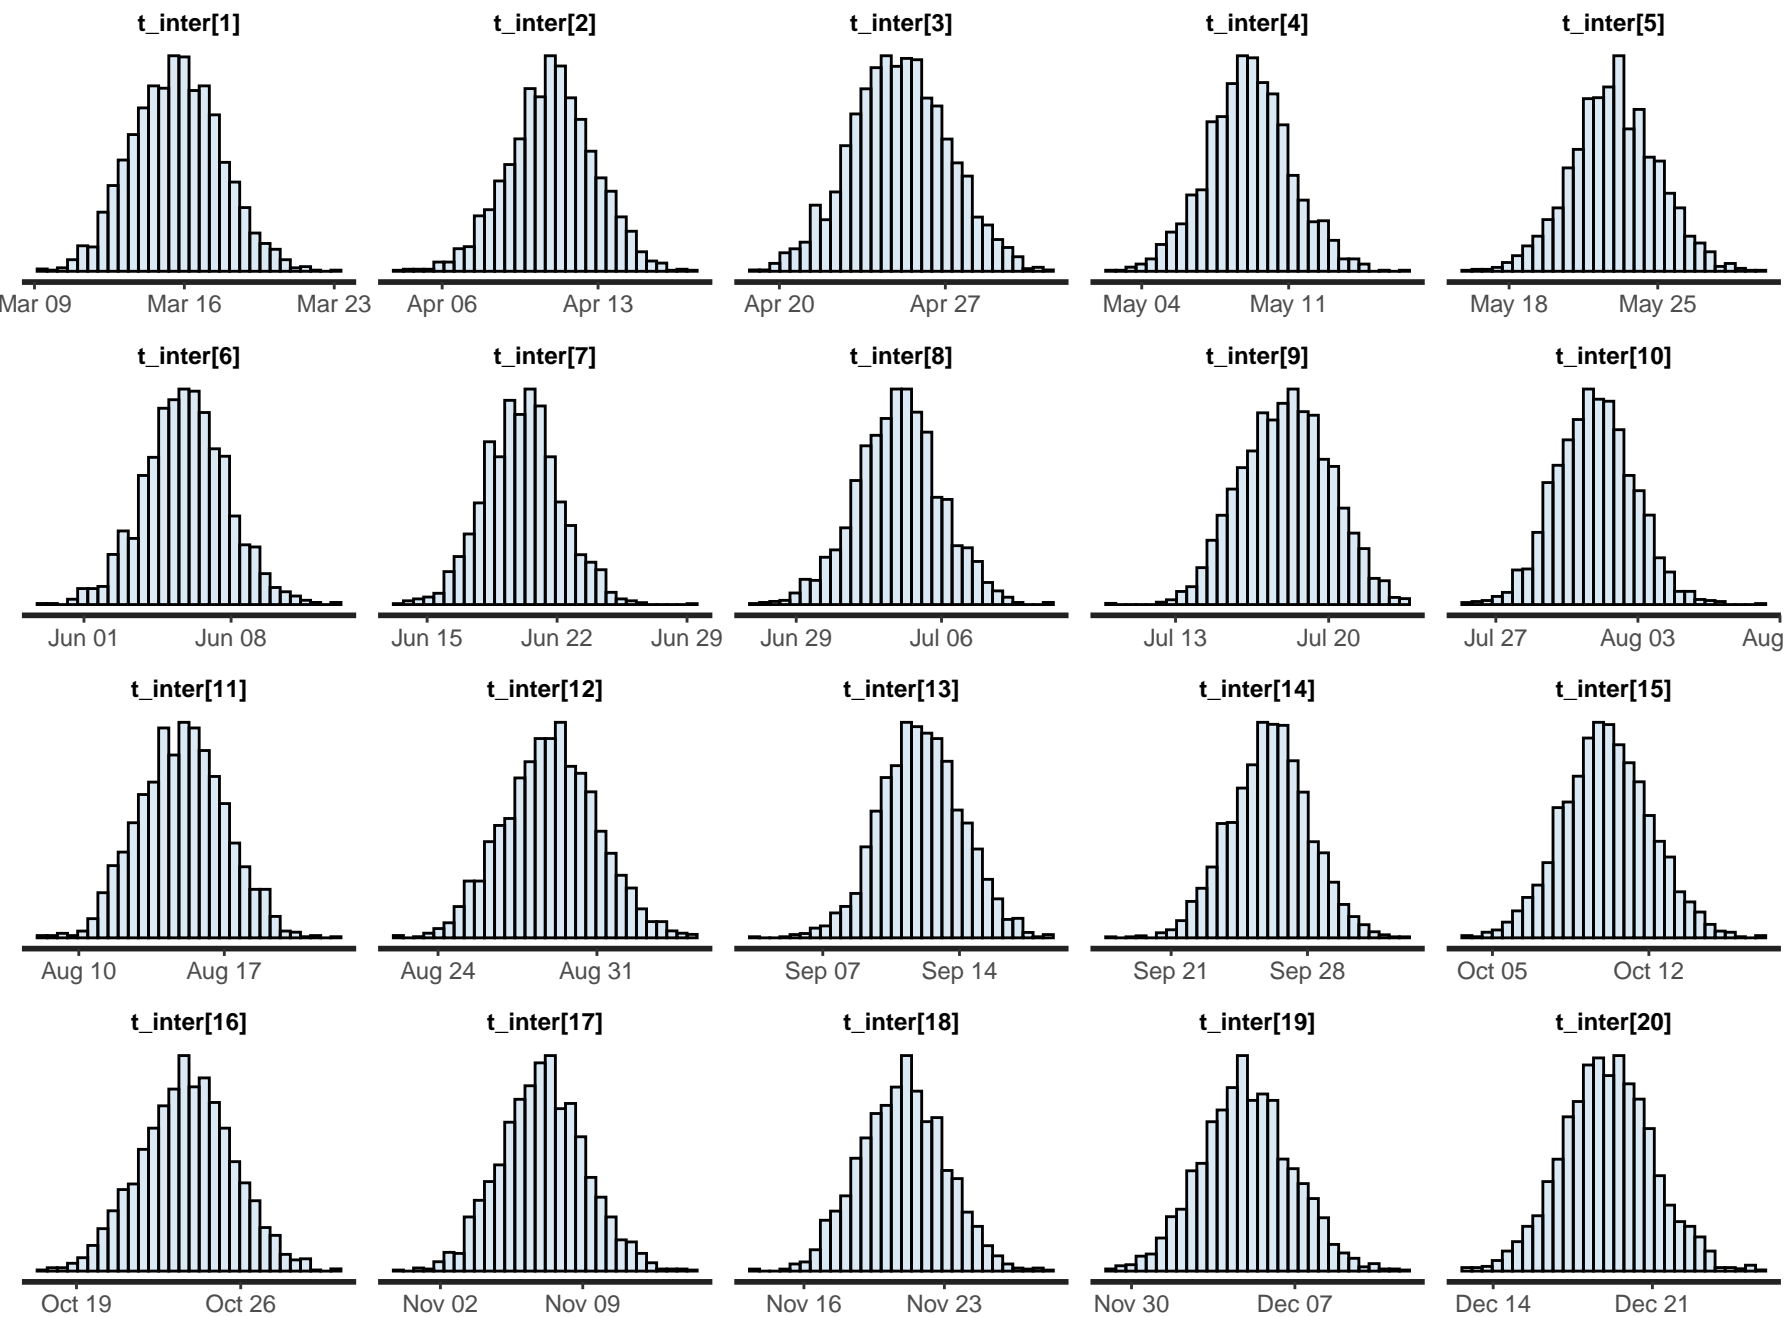 t_inter[1] t_inter[2] t_inter[3] t_inter[4] t_inter[5]
Mar 09 Mar 16 Mar 23 Apr 06 Apr 13 Apr 20 Apr 27 May 04 May 11 May 18 May 25
t_inter[6] t_inter[7] t_inter[8] t_inter[9] t_inter[10]
Jun 01 Jun 08 Jun 15 Jun 22 Jun 29 Jun 29 Jul 06 Jul 13 Jul 20 Jul 27 Aug 03 Aug
t_inter[11] t_inter[12] t_inter[13] t_inter[14] t_inter[15]
Aug 10 Aug 17 Aug 24 Aug 31 Sep 07 Sep 14 Sep 21 Sep 28 Oct 05 Oct 12
t_inter[16] t_inter[17] t_inter[18] t_inter[19] t_inter[20]
Oct 19 Oct 26 Nov 02 Nov 09 Nov 16 Nov 23 Nov 30 Dec 07 Dec 14 Dec 21